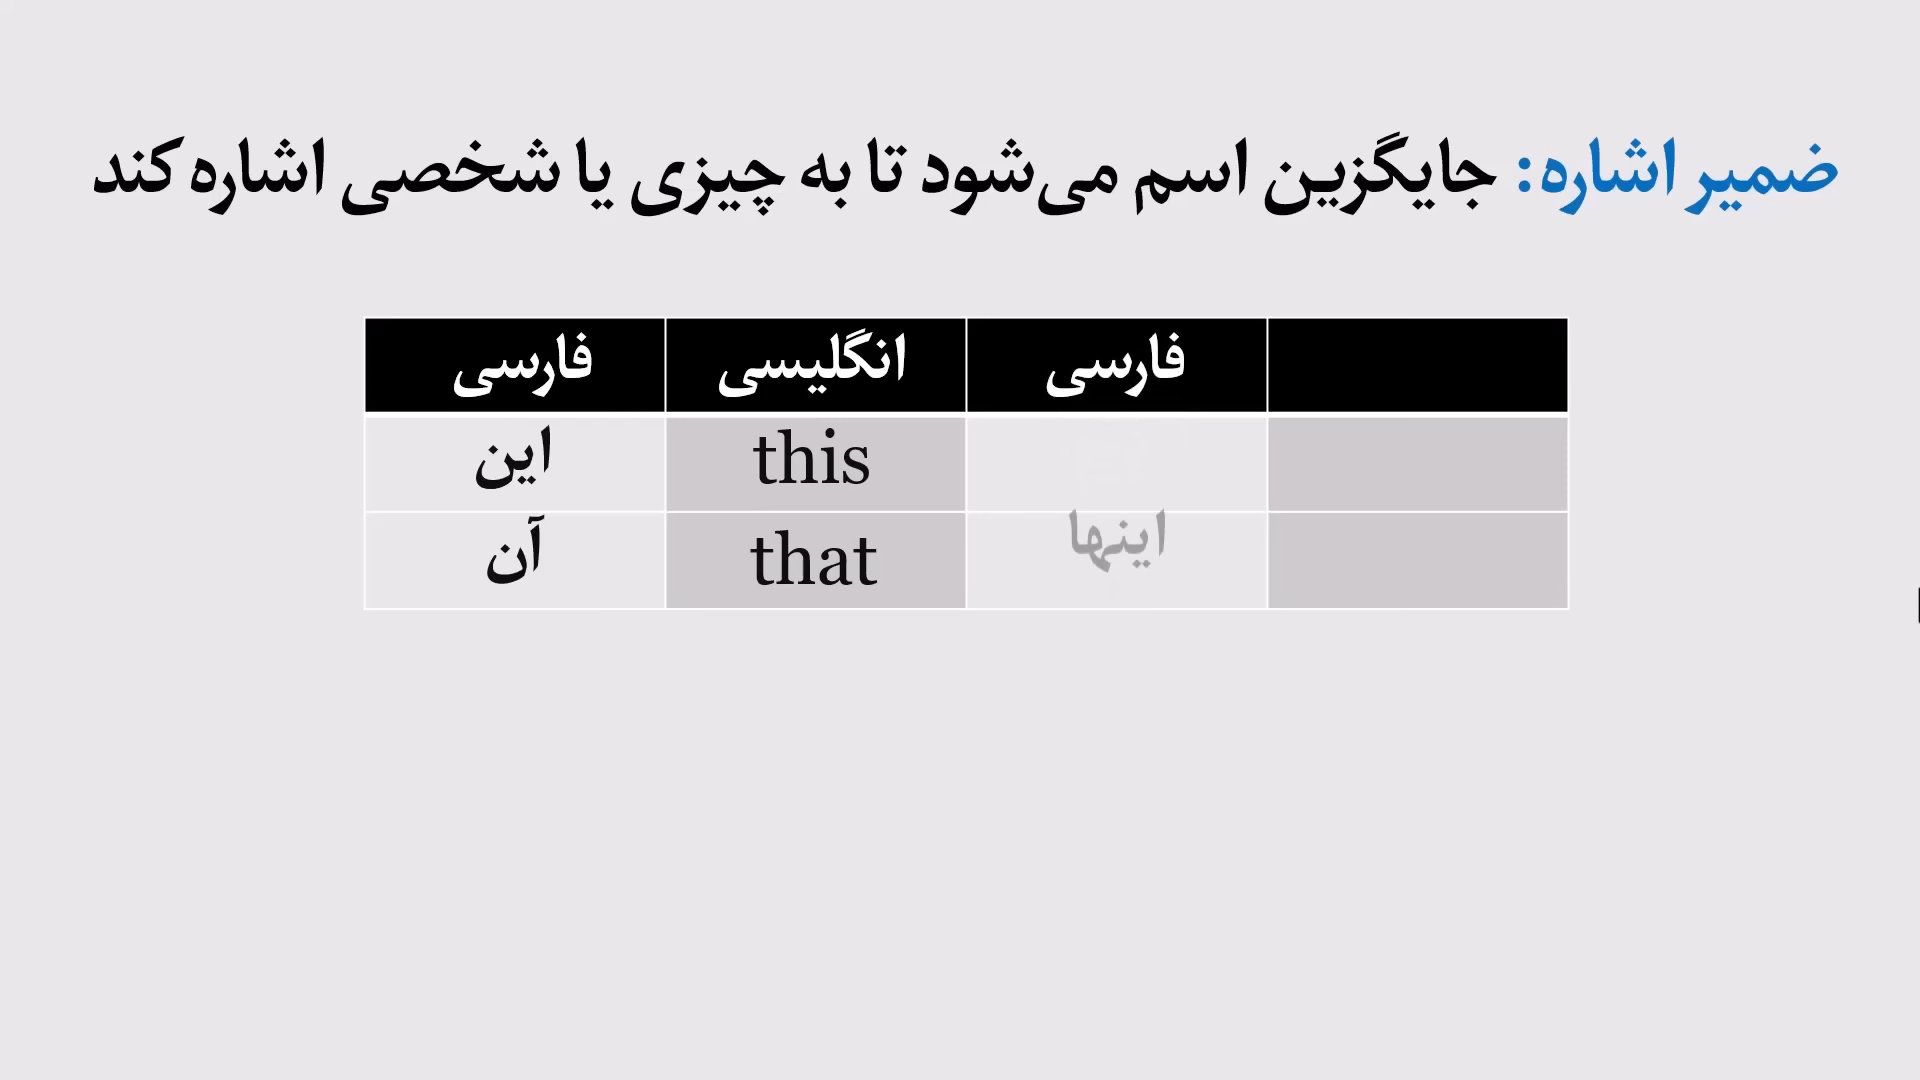 ضمیر اشاره: جایگزین اسم می‌شود تا به چیزی یا شخصی اشاره کند
فارسی انگلیسی فارسی
این this
آن that اینها